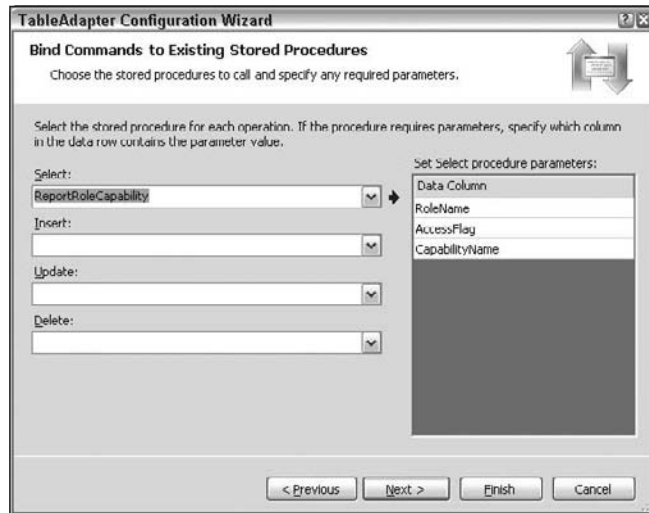 TableAdapter Configuration Wizard
Bind Commands to Existing Stored Procedures
Choose the stored procedures to call and specify any required parameters.
Select the stored procedure for each operation. If the procedure requires parameters, specify which column
in the data row contains the parameter value.
Select:
ReportRoleCapability
Insert:
Update:
Delete:
Set Select procedure parameters:
Data Column
RoleName
AccessFlag
CapabilityName
< Previous
Next >
Finish
Cancel